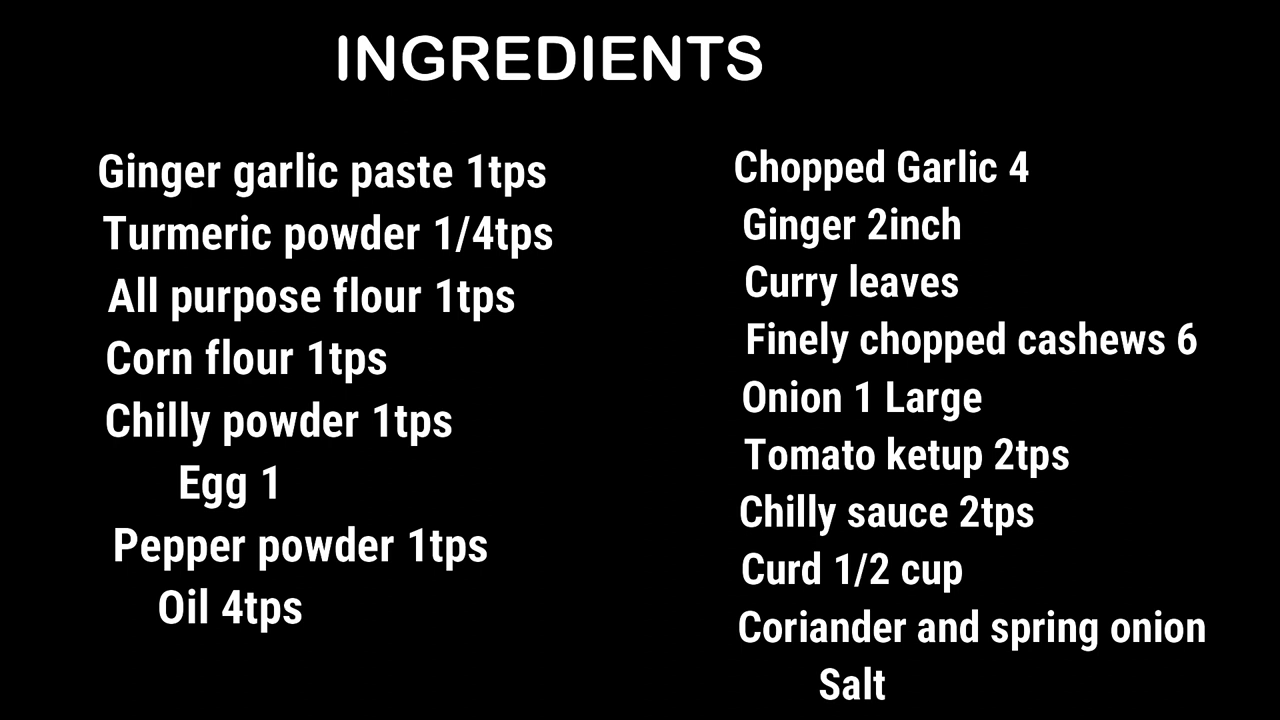 INGREDIENTS
Ginger garlic paste 1tps
Turmeric powder 1/4tps
All purpose flour 1tps
Corn flour 1tps
Chilly powder 1tps
Egg 1
Pepper powder 1tps
Oil 4tps
Chopped Garlic 4
Ginger 2inch
Curry leaves
Finely chopped cashews 6
Onion 1 Large
Tomato ketup 2tps
Chilly sauce 2tps
Curd 1/2 cup
Coriander and spring onion
Salt